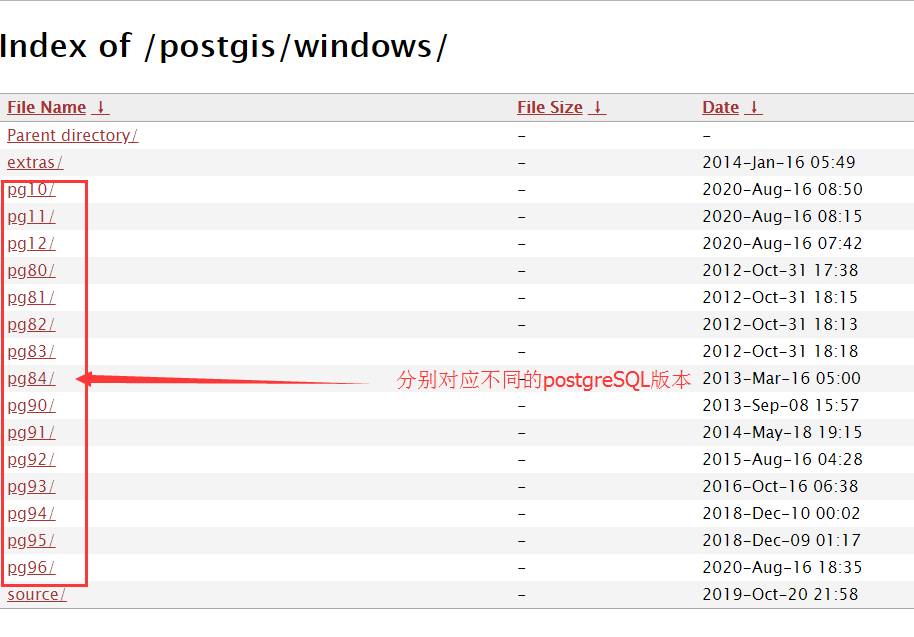 Index of /postgis/windows/
File Name ↓ File Size ↓ Date ↓
Parent directory/ - -
extras/ - 2014-Jan-16 05:49
pg10/ - 2020-Aug-16 08:50
pg11/ - 2020-Aug-16 08:15
pg12/ - 2020-Aug-16 07:42
pg80/ - 2012-Oct-31 17:38
pg81/ - 2012-Oct-31 18:15
pg82/ - 2012-Oct-31 18:13
pg83/ - 2012-Oct-31 18:18
pg84/ - 2013-Mar-16 05:00
分别对应不同的postgreSQL版本
pg90/ - 2013-Sep-08 15:57
pg91/ - 2014-May-18 19:15
pg92/ - 2015-Aug-16 04:28
pg93/ - 2016-Oct-16 06:38
pg94/ - 2018-Dec-10 00:02
pg95/ - 2018-Dec-09 01:17
pg96/ - 2020-Aug-16 18:35
source/ - 2019-Oct-20 21:58